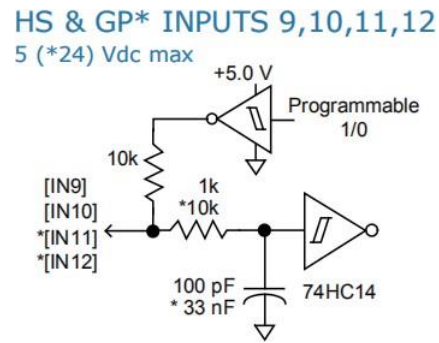 HS & GP* INPUTS 9,10,11,12
5 (*24) Vdc max
+5.0 V
Programmable
1/0
10k
[IN9]
[IN10]
*[IN11]
*[IN12]
1k
*10k
100 pF
* 33 nF
74HC14